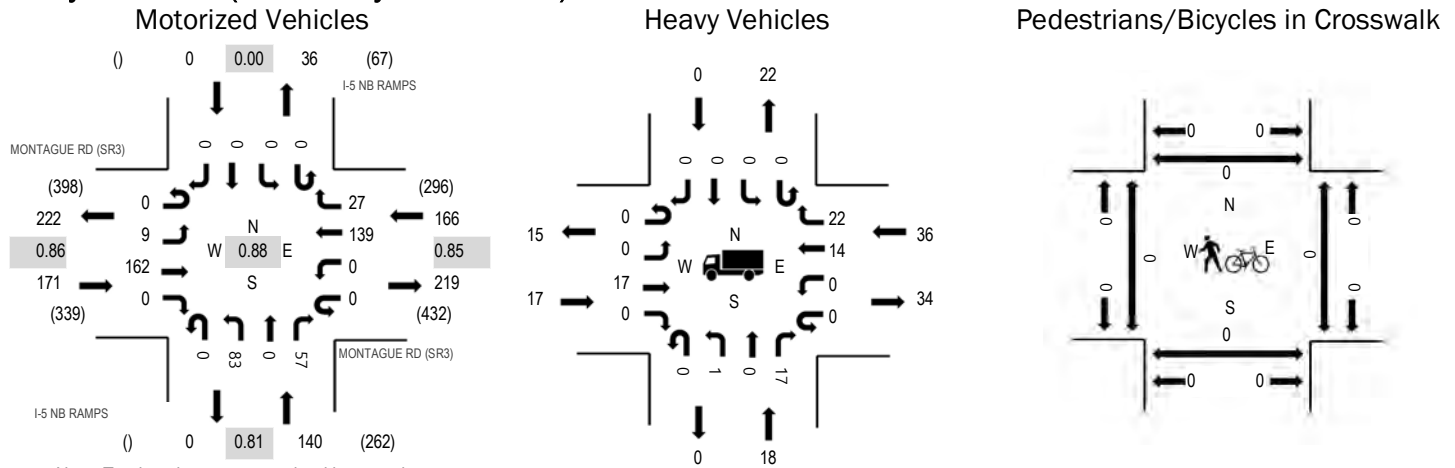 Motorized Vehicles
Heavy Vehicles
Pedestrians/Bicycles in Crosswalk
() 0 0.00 36 (67)
I-5 NB RAMPS
MONTAGUE RD (SR3)
0 0 0 0
(398) 0 27 (296)
222 166
N
9 139
0.86 W 0.88 E 0.85
162 0
171 S 219
0 0
(339) (432)
0 83 0 57
MONTAGUE RD (SR3)
I-5 NB RAMPS
() 0 0.81 140 (262)
0 22
0 0 0 0
0 22
15 36
N
0 14
W E
17 0
17 S 34
0 0
0 1 0 17
0 18
0 0
0
N
0 0
W E
0 0
S
0 0
0
0 0